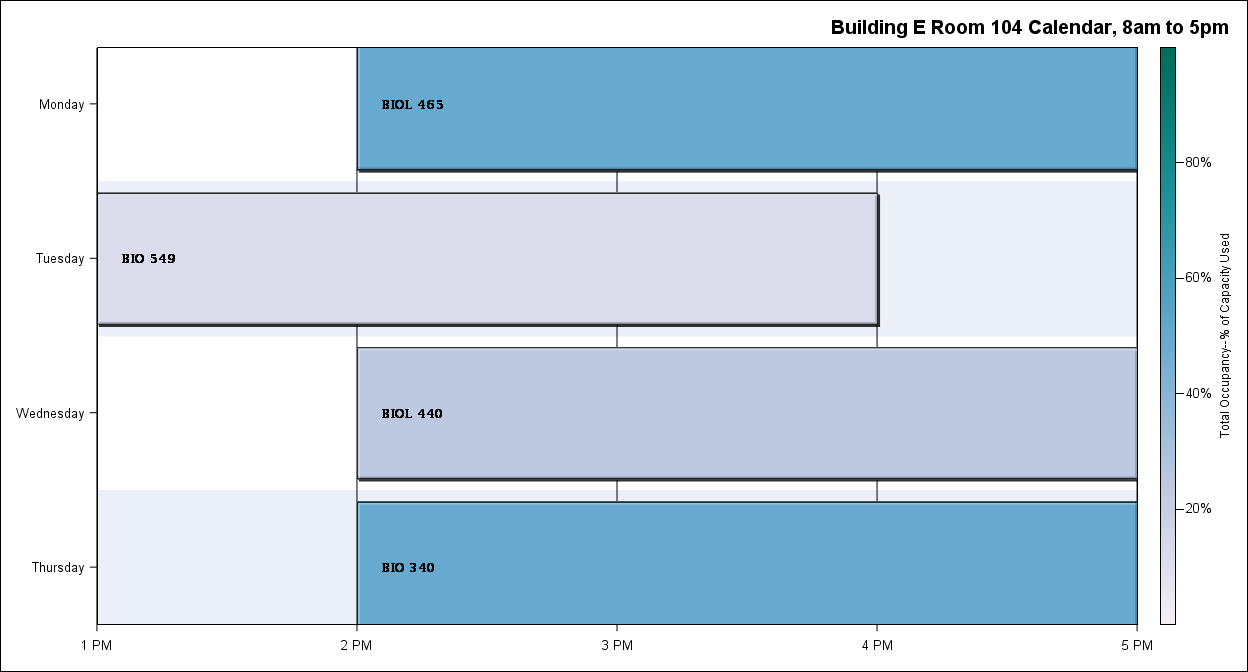 Building E Room 104 Calendar, 8am to 5pm
Monday
BIOL 465
Tuesday
BIO 549
Wednesday
BIOL 440
Thursday
BIO 340
1 PM
2 PM
3 PM
4 PM
5 PM
80%
60%
40%
20%
Total Occupancy--% of Capacity Used